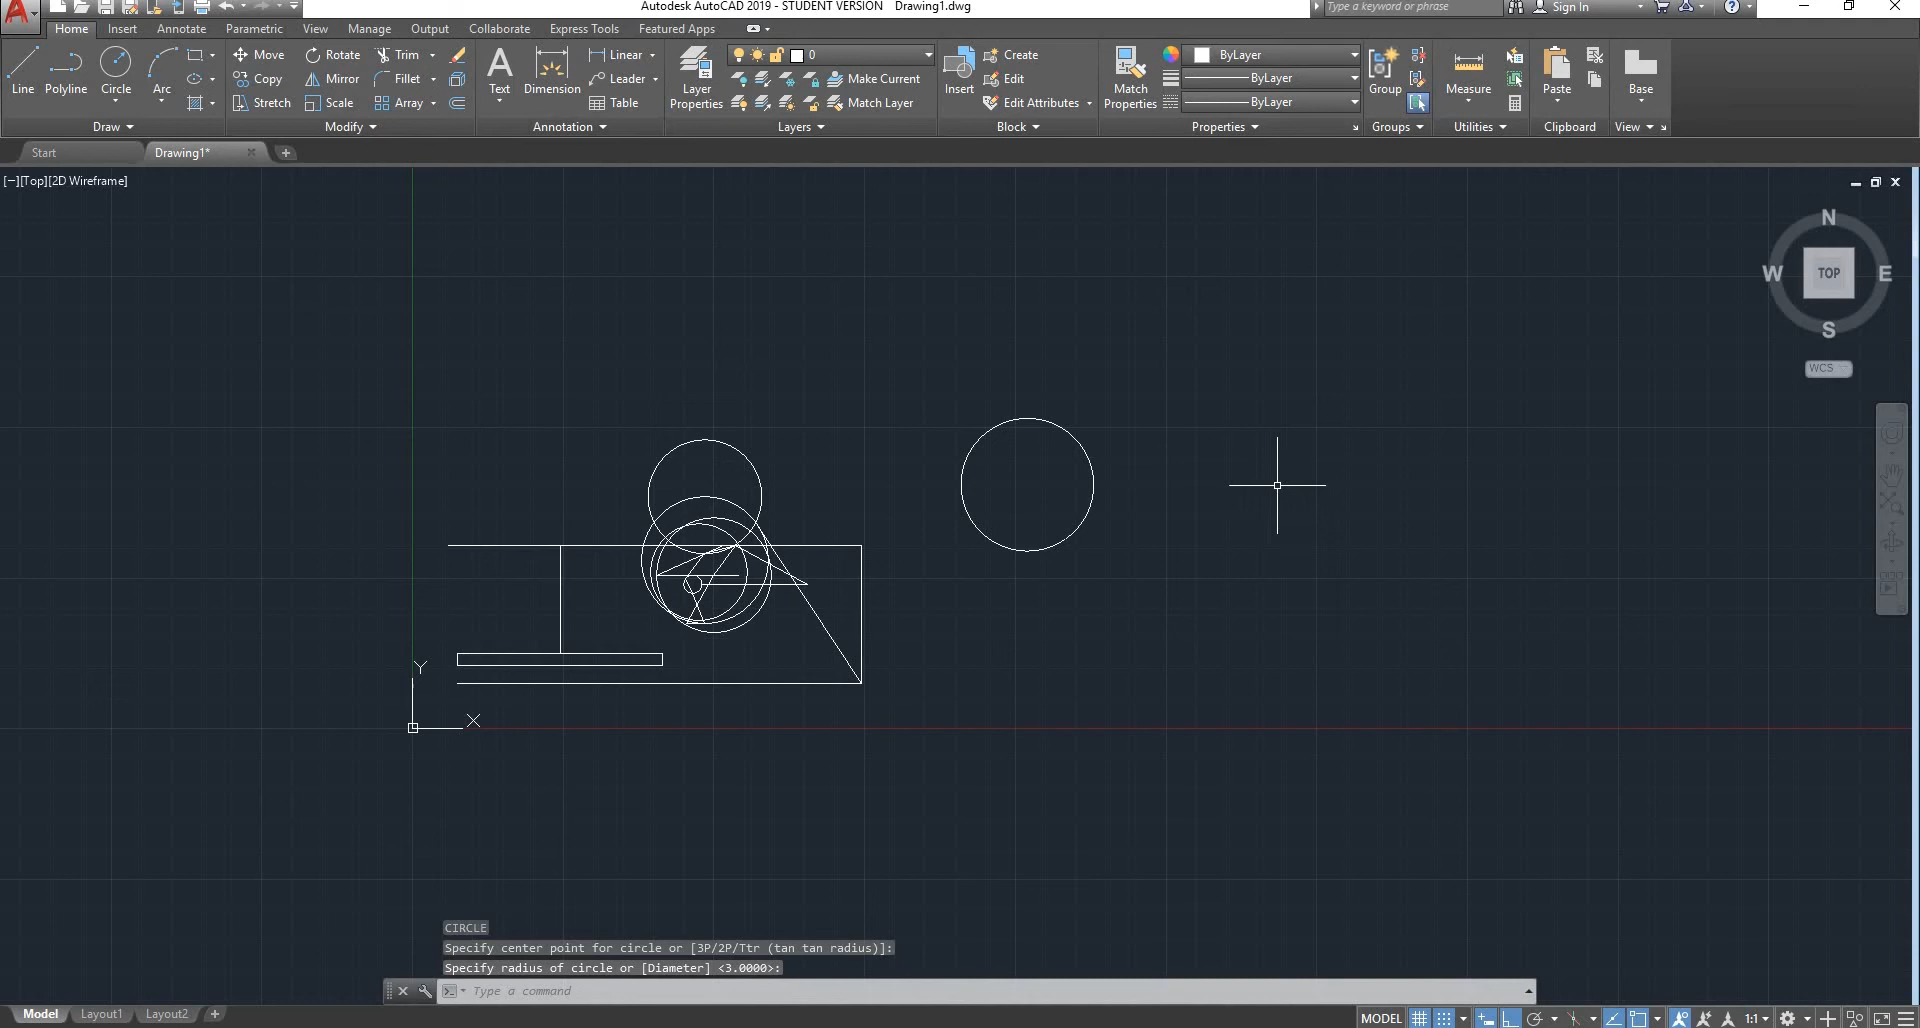 Autodesk AutoCAD 2019 - STUDENT VERSION Drawing1.dwg
Type a keyword or phrase
Sign In
Home Insert Annotate Parametric View Manage Output Collaborate Express Tools Featured Apps
Line
Polyline
Circle
Arc
Move Rotate Trim
Copy Mirror Fillet
Stretch Scale Array
Text
Dimension
Linear
Leader
Table
Layer
Properties
0
Make Current
Match Layer
Insert
Create
Edit
Edit Attributes
Match
Properties
ByLayer
ByLayer
ByLayer
Group
Measure
Paste
Base
Draw Modify Annotation Layers Block Properties Groups Utilities Clipboard View
Start Drawing1*
[−][Top][2D Wireframe]
N
W TOP E
S
WCS
Y
X
CIRCLE
Specify center point for circle or [3P/2P/Ttr (tan tan radius)]:
Specify radius of circle or [Diameter] <3.0000>:
Type a command
Model Layout1 Layout2
MODEL 1:1